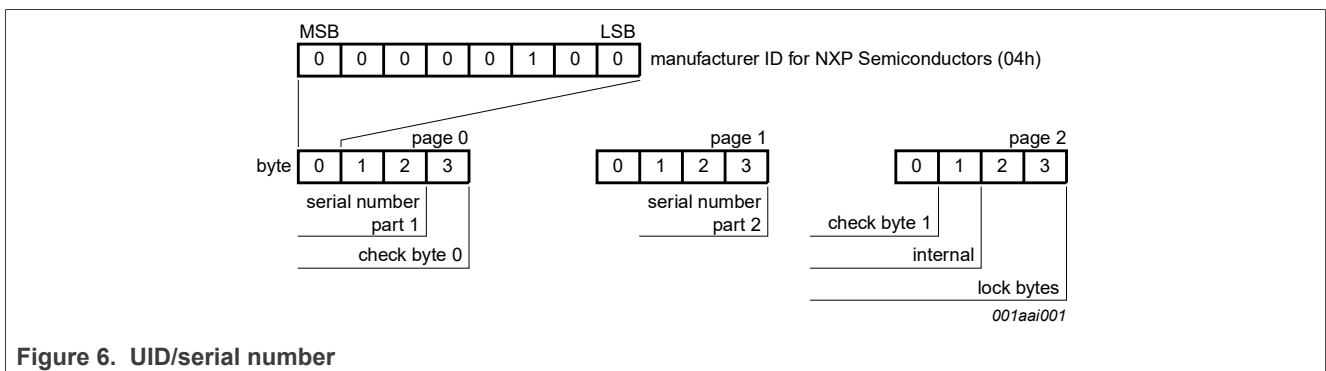 MSB LSB
0 0 0 0 0 1 0 0 manufacturer ID for NXP Semiconductors (04h)
page 0 page 1 page 2
byte 0 1 2 3 0 1 2 3 0 1 2 3
serial number serial number
part 1 part 2 check byte 1
check byte 0 internal
lock bytes
001aai001
Figure 6. UID/serial number